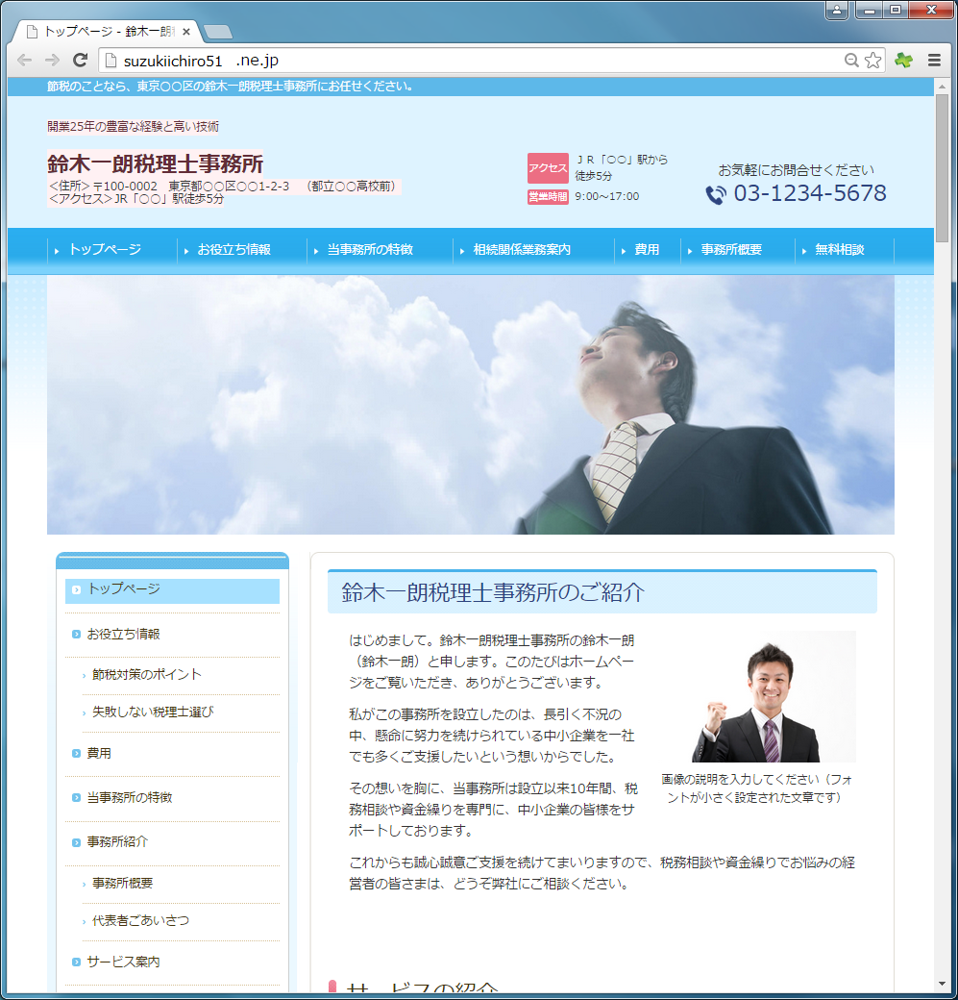 トップページ - 鈴木一朗
suzukiichiro51 .ne.jp
節税のことなら、東京○○区の鈴木一朗税理士事務所にお任せください。
開業25年の豊富な経験と高い技術
鈴木一朗税理士事務所
＜住所＞〒100-0002　東京都○○区○○1-2-3　（都立○○高校前）
＜アクセス＞JR「○○」駅徒歩5分
アクセス
ＪＲ「○○」駅から
徒歩5分
営業時間
9:00～17:00
お気軽にお問合せください
03-1234-5678
トップページ
お役立ち情報
当事務所の特徴
相続関係業務案内
費用
事務所概要
無料相談
トップページ
お役立ち情報
節税対策のポイント
失敗しない税理士選び
費用
当事務所の特徴
事務所紹介
事務所概要
代表者ごあいさつ
サービス案内
鈴木一朗税理士事務所のご紹介
はじめまして。鈴木一朗税理士事務所の鈴木一朗
（鈴木一朗）と申します。このたびはホームペー
ジをご覧いただき、ありがとうございます。
私がこの事務所を設立したのは、長引く不況の
中、懸命に努力を続けられている中小企業を一社
でも多くご支援したいという想いからでした。
その想いを胸に、当事務所は設立以来10年間、税
務相談や資金繰りを専門に、中小企業の皆様をサ
ポートしております。
これからも誠心誠意ご支援を続けてまいりますので、税務相談や資金繰りでお悩みの経
営者の皆さまは、どうぞ弊社にご相談ください。
画像の説明を入力してください（フォ
ントが小さく設定された文章です）
サービスの紹介